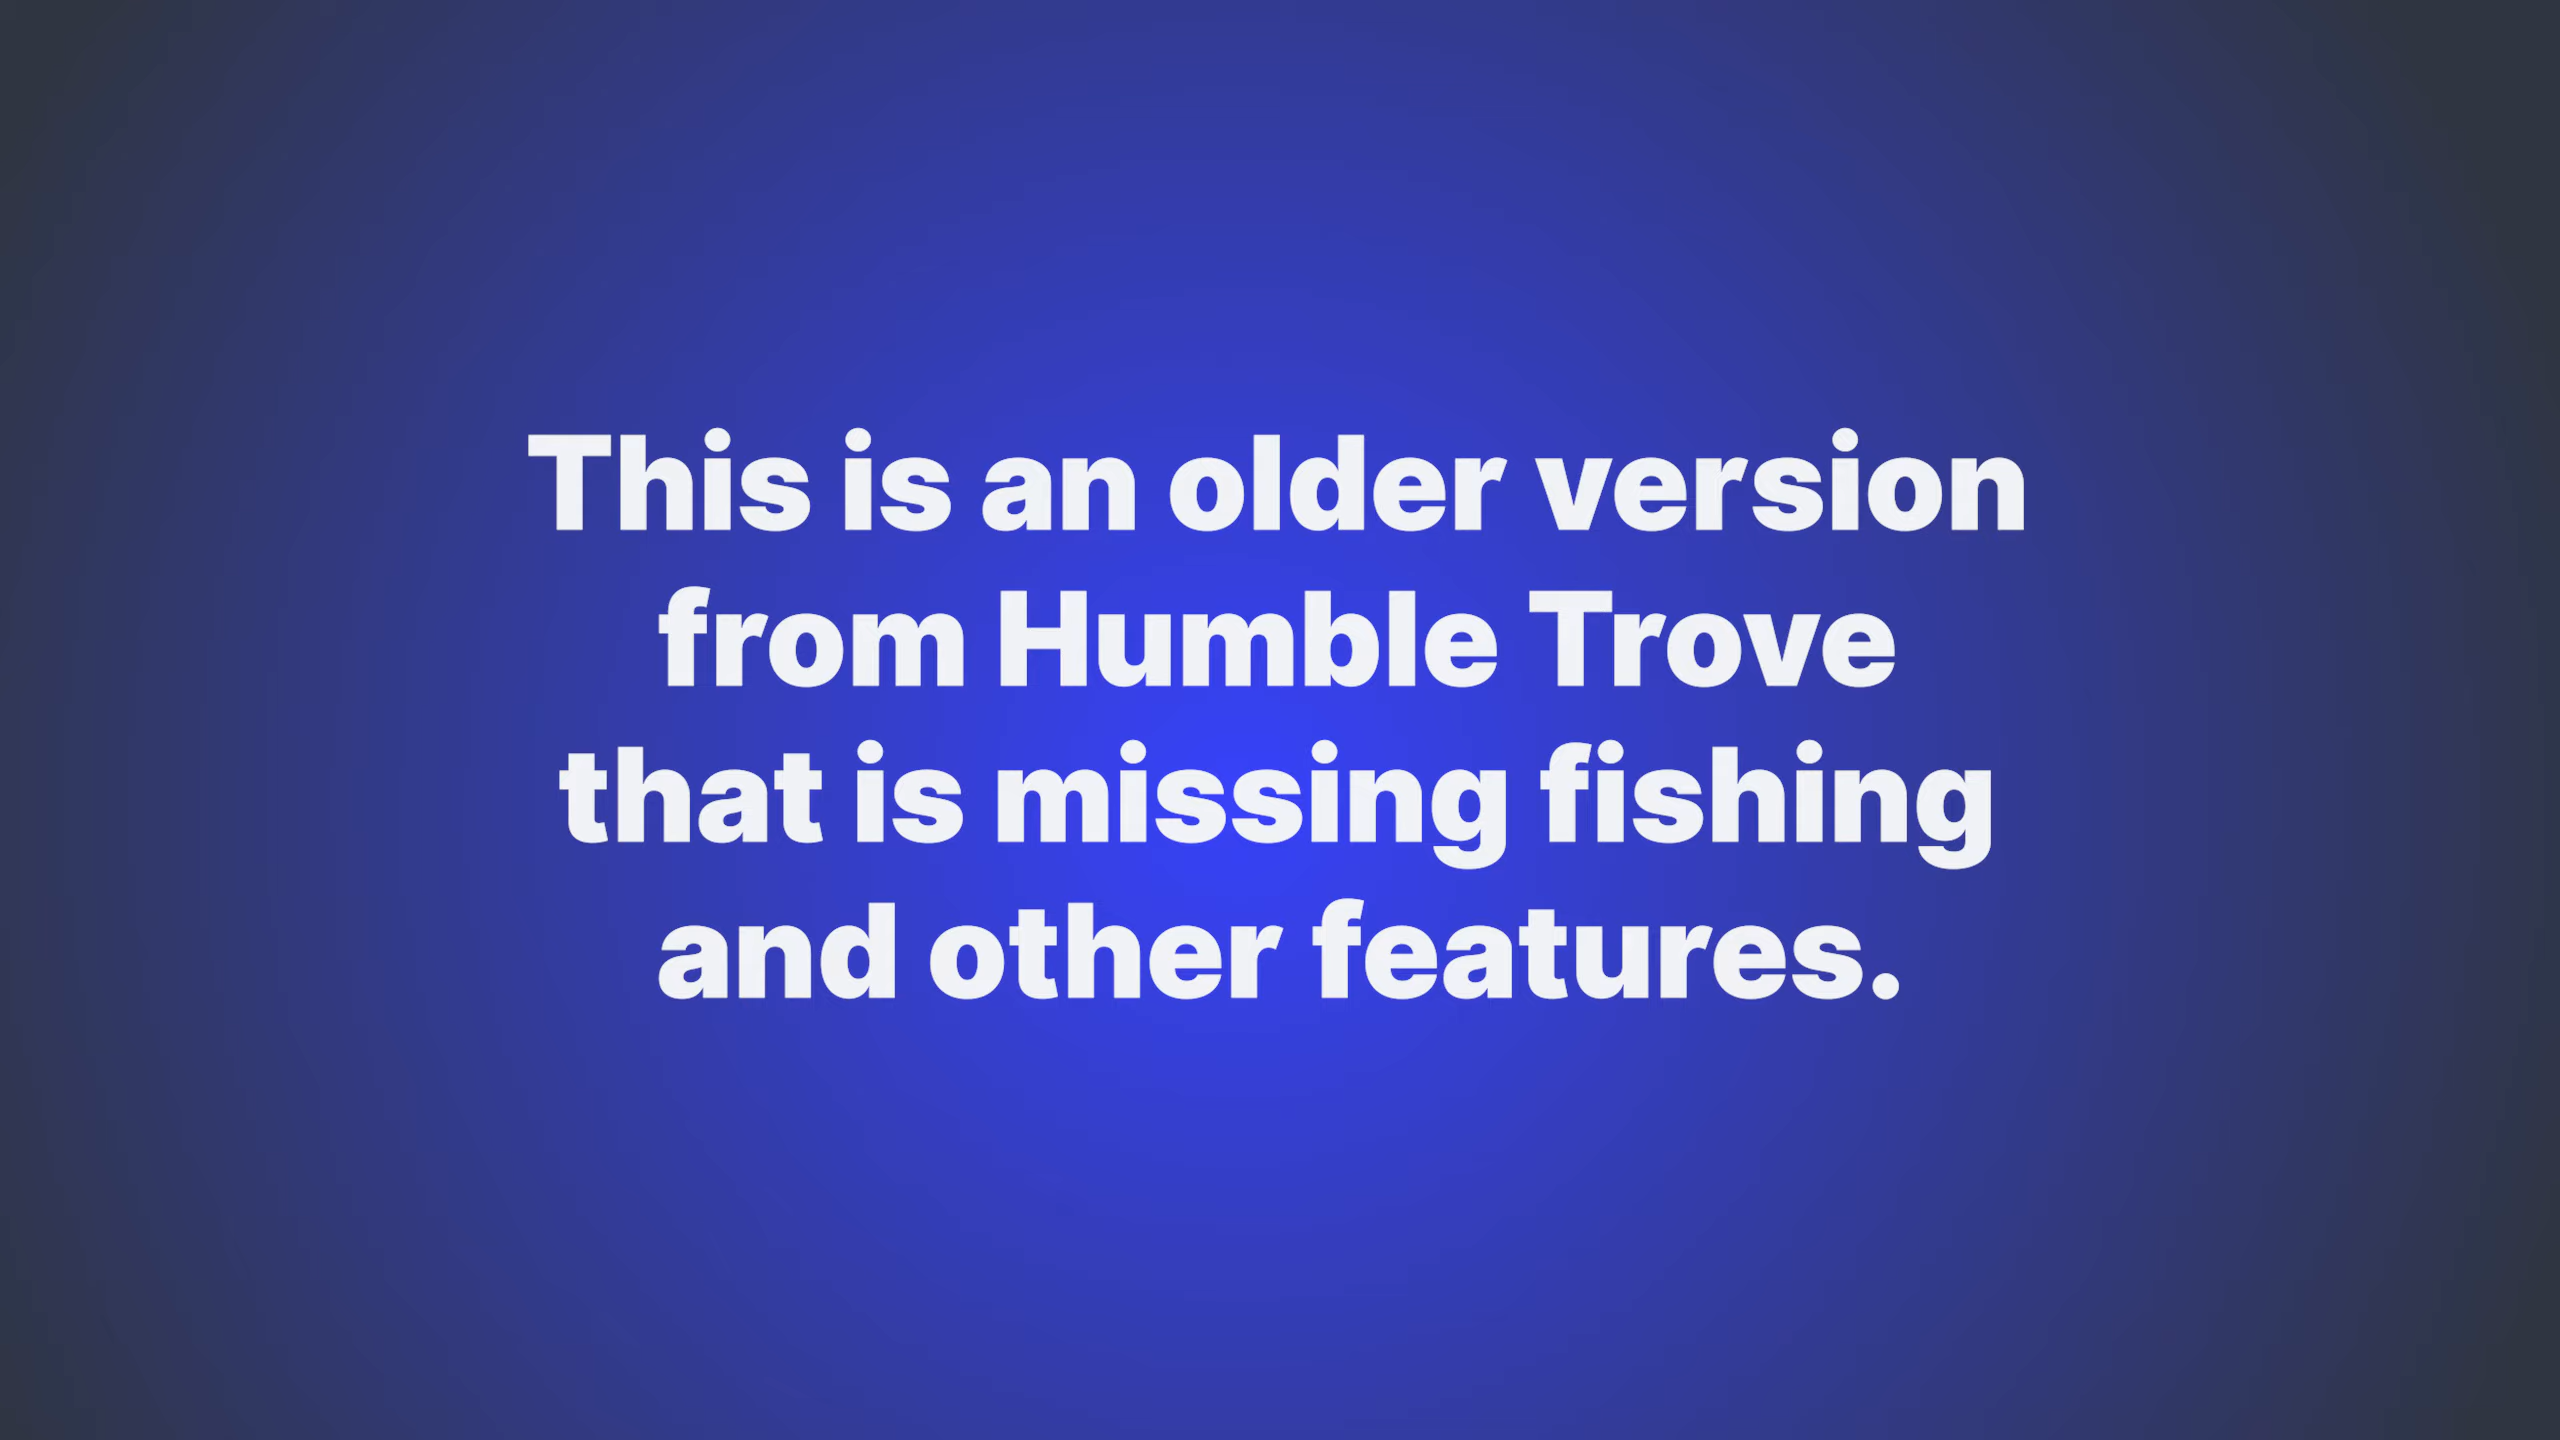 This is an older version
from Humble Trove
that is missing fishing
and other features.